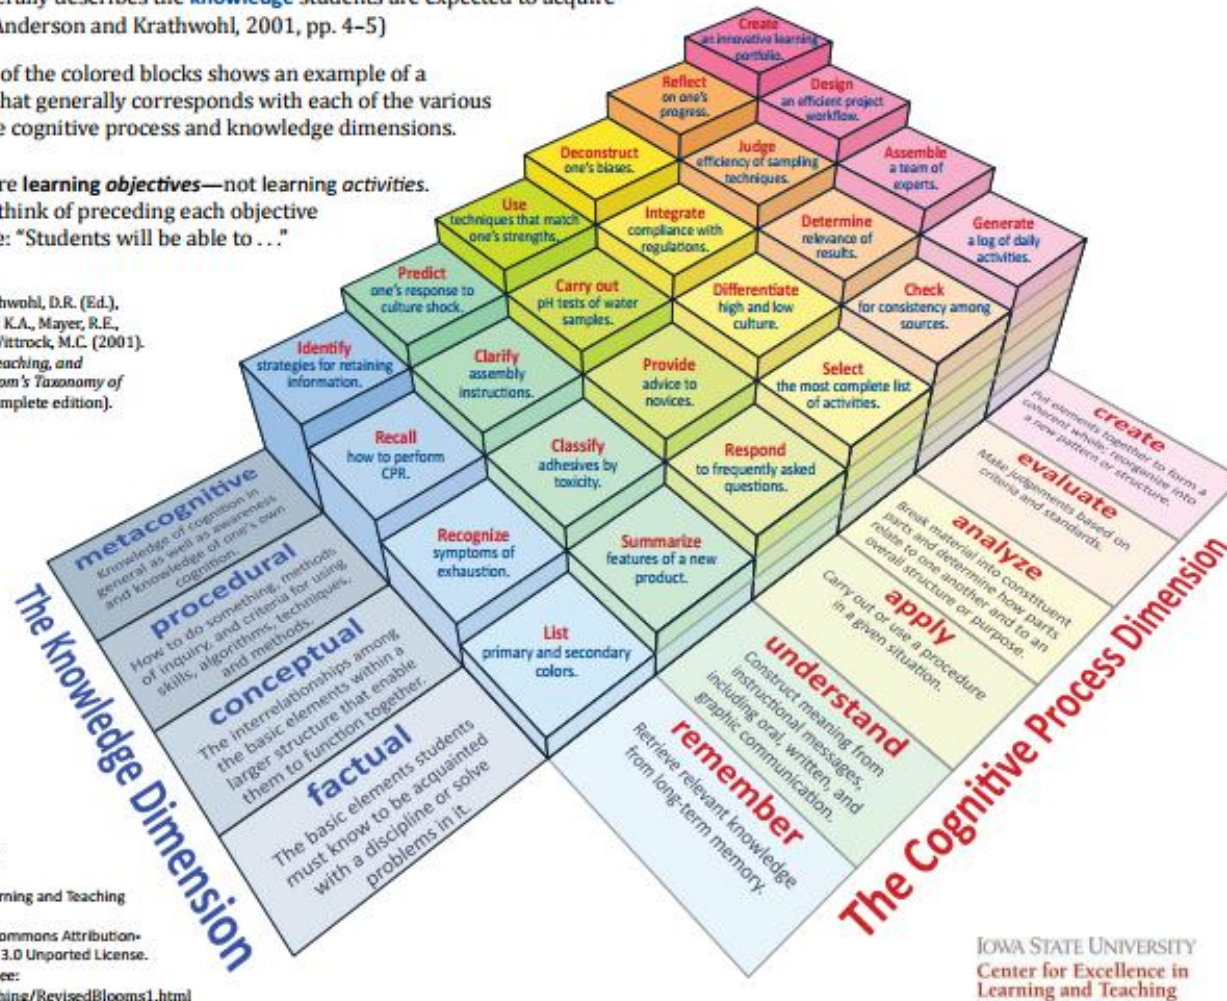 erally describes the knowledge students are expected to acquire
Anderson and Krathwohl, 2001, pp. 4–5)
of the colored blocks shows an example of a
hat generally corresponds with each of the various
e cognitive process and knowledge dimensions.
re learning objectives—not learning activities.
think of preceding each objective
e: “Students will be able to . . .”
hwohl, D.R. (Ed.),
K.A., Mayer, R.E.,
Wittrock, M.C. (2001).
eaching, and
om's Taxonomy of
mplete edition).
Create
an innovative learning
portfolio.
Reflect
on one's
progress.
Design
an efficient project
workflow.
Deconstruct
one's biases.
Judge
efficiency of sampling
techniques.
Assemble
a team of
experts.
Use
techniques that match
one's strengths.
Integrate
compliance with
regulations.
Determine
relevance of
results.
Generate
a log of daily
activities.
Predict
one's response to
culture shock.
Carry out
pH tests of water
samples.
Differentiate
high and low
culture.
Check
for consistency among
sources.
Identify
strategies for retaining
information.
Clarify
assembly
instructions.
Provide
advice to
novices.
Select
the most complete list
of activities.
Recall
how to perform
CPR.
Classify
adhesives by
toxicity.
Respond
to frequently asked
questions.
Recognize
symptoms of
exhaustion.
Summarize
features of a new
product.
List
primary and secondary
colors.
metacognitive
Knowledge of cognition in
general as well as awareness
and knowledge of one's own
cognition.
procedural
How to do something, methods
of inquiry, and criteria for using
skills, algorithms, techniques,
and methods.
conceptual
The interrelationships among
the basic elements within a
larger structure that enable
them to function together.
factual
The basic elements students
must know to be acquainted
with a discipline or solve
problems in it.
The Knowledge Dimension
create
Put elements together to form a
coherent whole; reorganize into
a new pattern or structure.
evaluate
Make judgements based on
criteria and standards.
analyze
Break material into constituent
parts and determine how parts
relate to one another and to an
overall structure or purpose.
apply
Carry out or use a procedure
in a given situation.
understand
Construct meaning from
instructional messages,
including oral, written, and
graphic communication.
remember
Retrieve relevant knowledge
from long-term memory.
The Cognitive Process Dimension
rning and Teaching
ommons Attribution-
3.0 Unported License.
ee:
hing/RevisedBlooms1.html
IOWA STATE UNIVERSITY
Center for Excellence in
Learning and Teaching